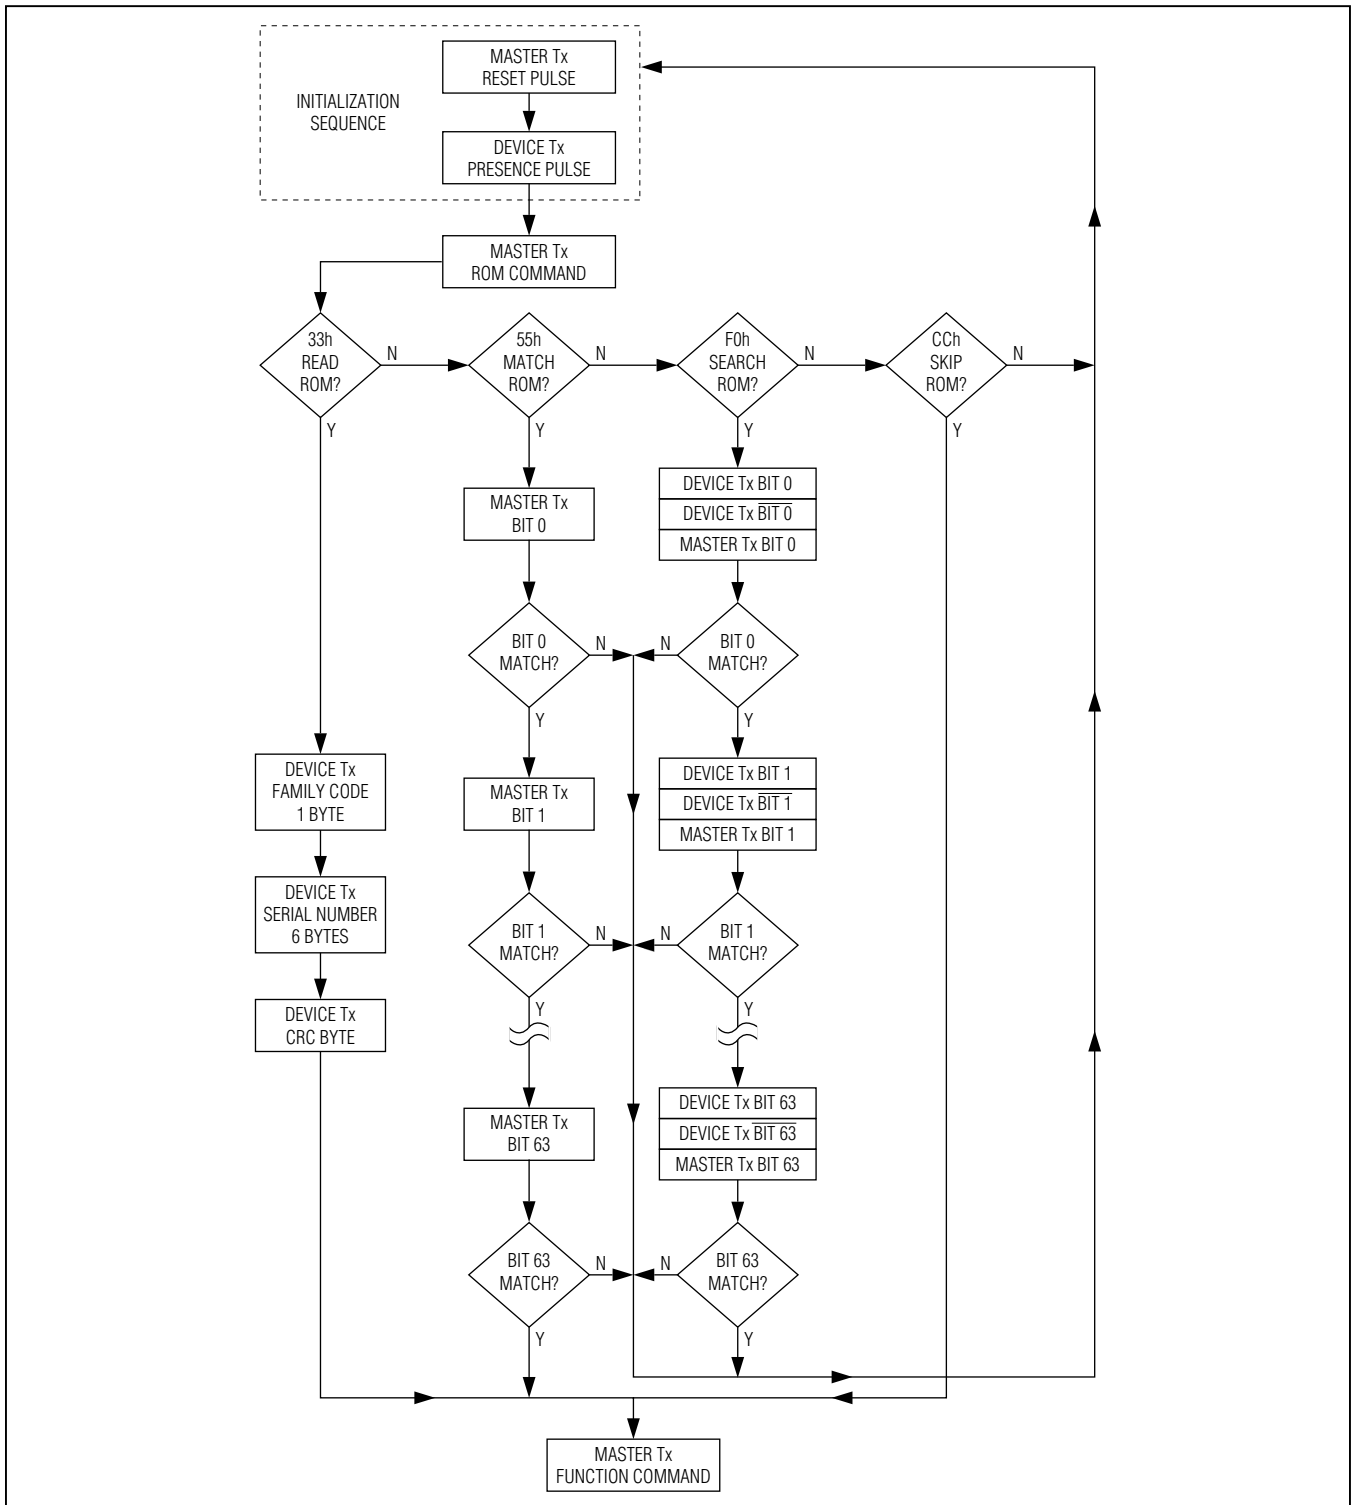 MASTER Tx
RESET PULSE
INITIALIZATION
SEQUENCE
DEVICE Tx
PRESENCE PULSE
MASTER Tx
ROM COMMAND
33h
READ
ROM?
N
Y
55h
MATCH
ROM?
N
Y
F0h
SEARCH
ROM?
N
Y
CCh
SKIP
ROM?
N
Y
DEVICE Tx
FAMILY CODE
1 BYTE
DEVICE Tx
SERIAL NUMBER
6 BYTES
DEVICE Tx
CRC BYTE
MASTER Tx
BIT 0
BIT 0
MATCH?
N
Y
MASTER Tx
BIT 1
BIT 1
MATCH?
N
Y
MASTER Tx
BIT 63
BIT 63
MATCH?
N
Y
DEVICE Tx BIT 0
DEVICE Tx B̅I̅T̅ ̅0̅
MASTER Tx BIT 0
BIT 0
MATCH?
N
Y
DEVICE Tx BIT 1
DEVICE Tx B̅I̅T̅ ̅1̅
MASTER Tx BIT 1
BIT 1
MATCH?
N
Y
DEVICE Tx BIT 63
DEVICE Tx B̅I̅T̅ ̅6̅3̅
MASTER Tx BIT 63
BIT 63
MATCH?
N
Y
MASTER Tx
FUNCTION COMMAND